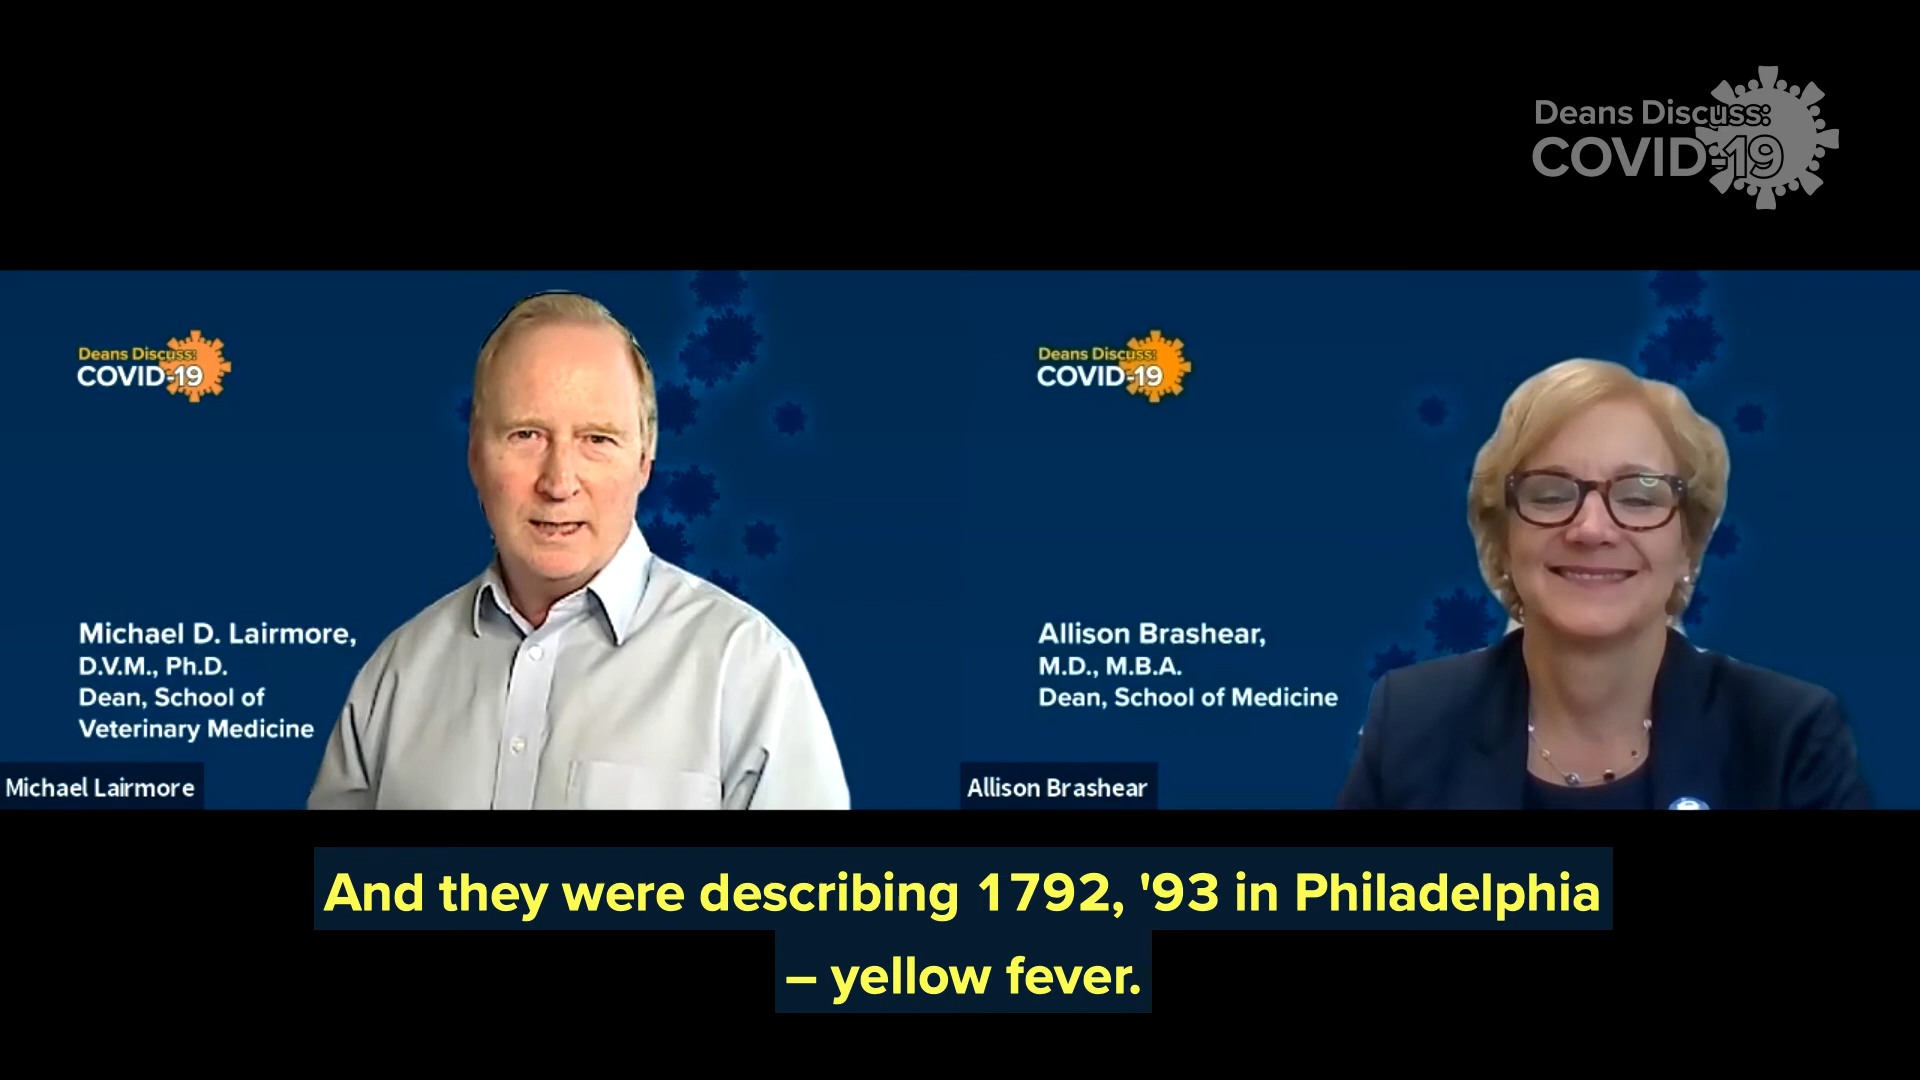 Deans Discuss:
COVID-19
Deans Discuss:
COVID-19
Michael D. Lairmore,
D.V.M., Ph.D.
Dean, School of
Veterinary Medicine
Michael Lairmore
Deans Discuss:
COVID-19
Allison Brashear,
M.D., M.B.A.
Dean, School of Medicine
Allison Brashear
And they were describing 1792, '93 in Philadelphia
– yellow fever.